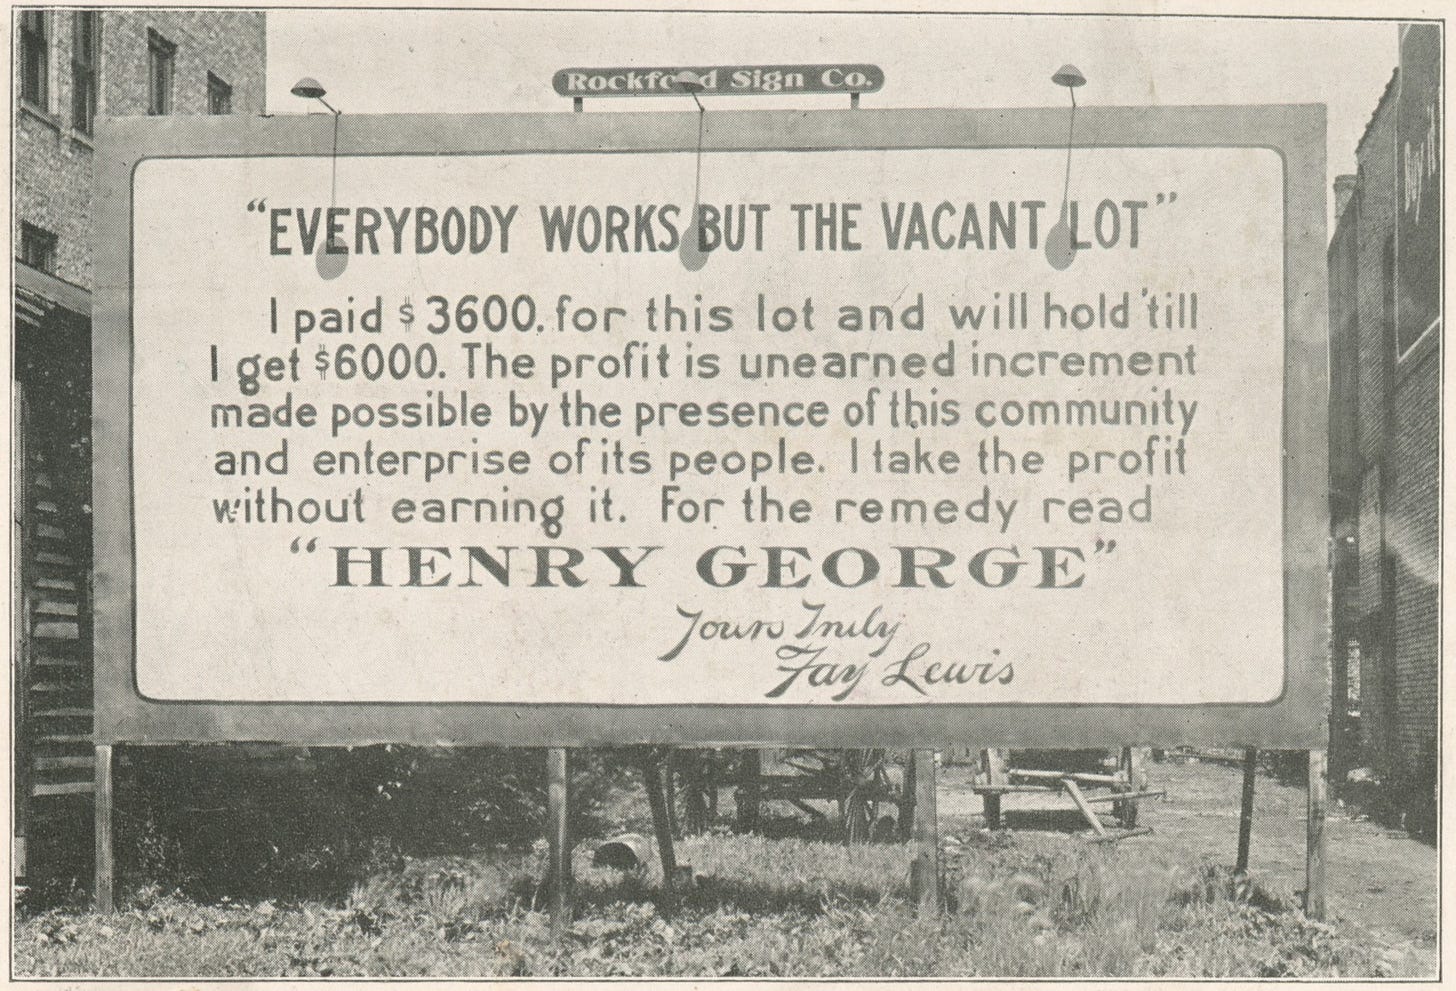 Rockford Sign Co.
"EVERYBODY WORKS BUT THE VACANT LOT"
I paid $3600. for this lot and will hold 'till
I get $6000. The profit is unearned increment
made possible by the presence of this community
and enterprise of its people. I take the profit
without earning it. For the remedy read
"HENRY GEORGE"
Yours Truly
Fay Lewis